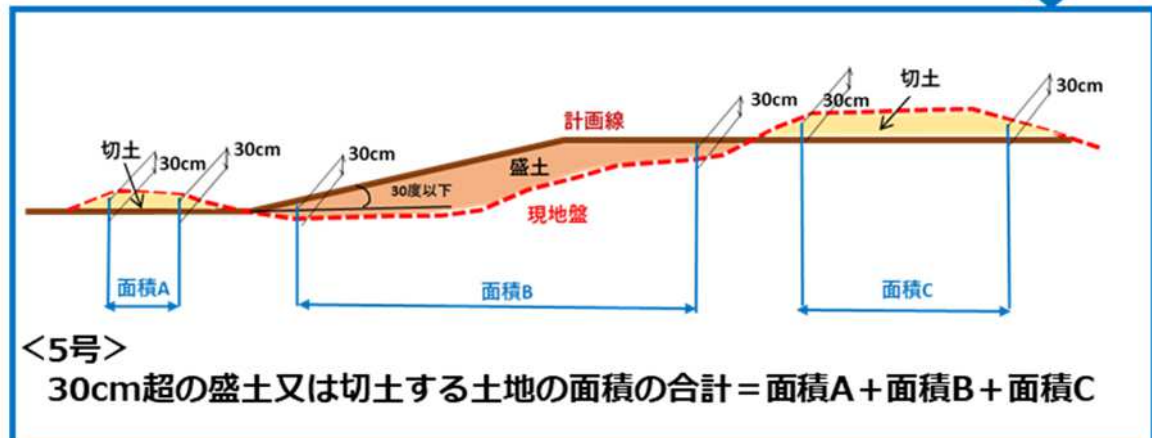 切土
30cm
30cm
30cm
30度以下
計画線
盛土
現地盤
30cm
30cm
切土
30cm
面積A
面積B
面積C
<5号>
30cm超の盛土又は切土する土地の面積の合計＝面積A＋面積B＋面積C